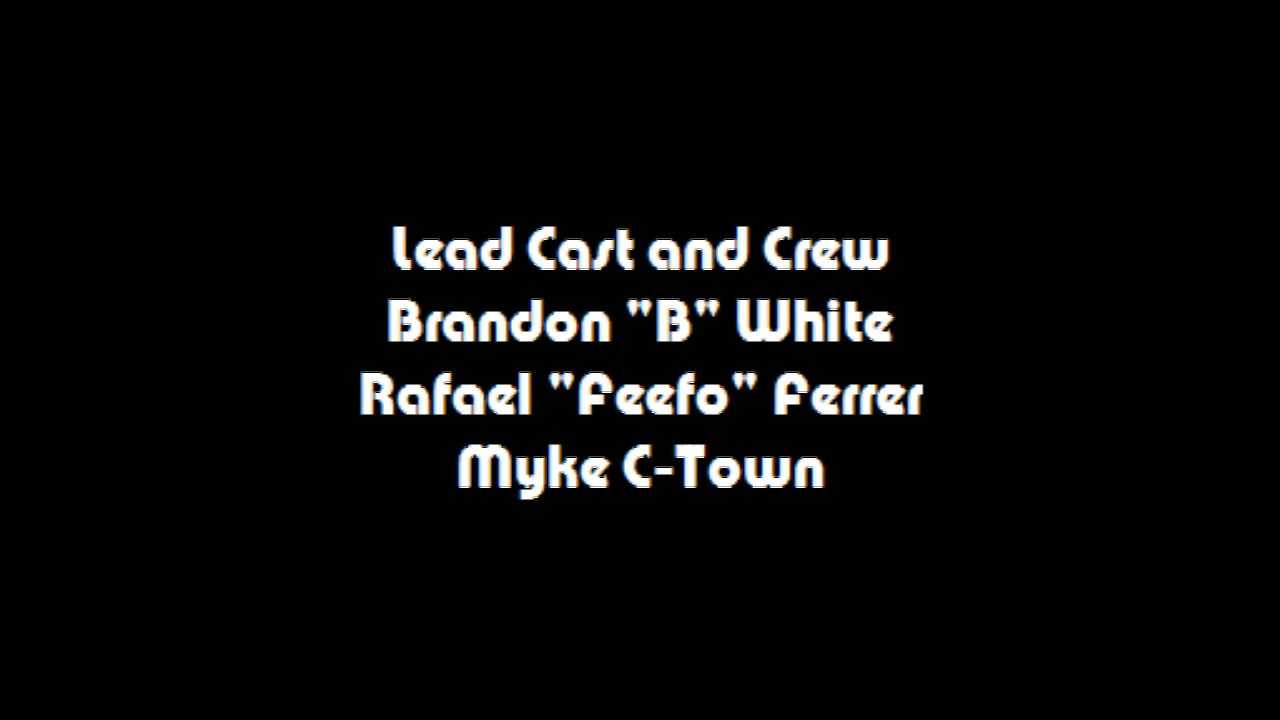 Lead Cast and Crew
Brandon "B" White
Rafael "Feefo" Ferrer
Myke C-Town